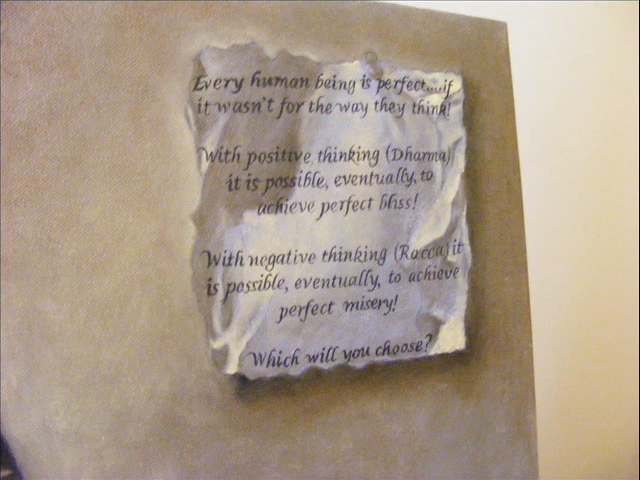 Every human being is perfect....if
it wasn't for the way they think!
With positive thinking (Dharma)
it is possible, eventually, to
achieve perfect bliss!
With negative thinking (Rocca) it
is possible, eventually, to achieve
perfect misery!
Which will you choose?